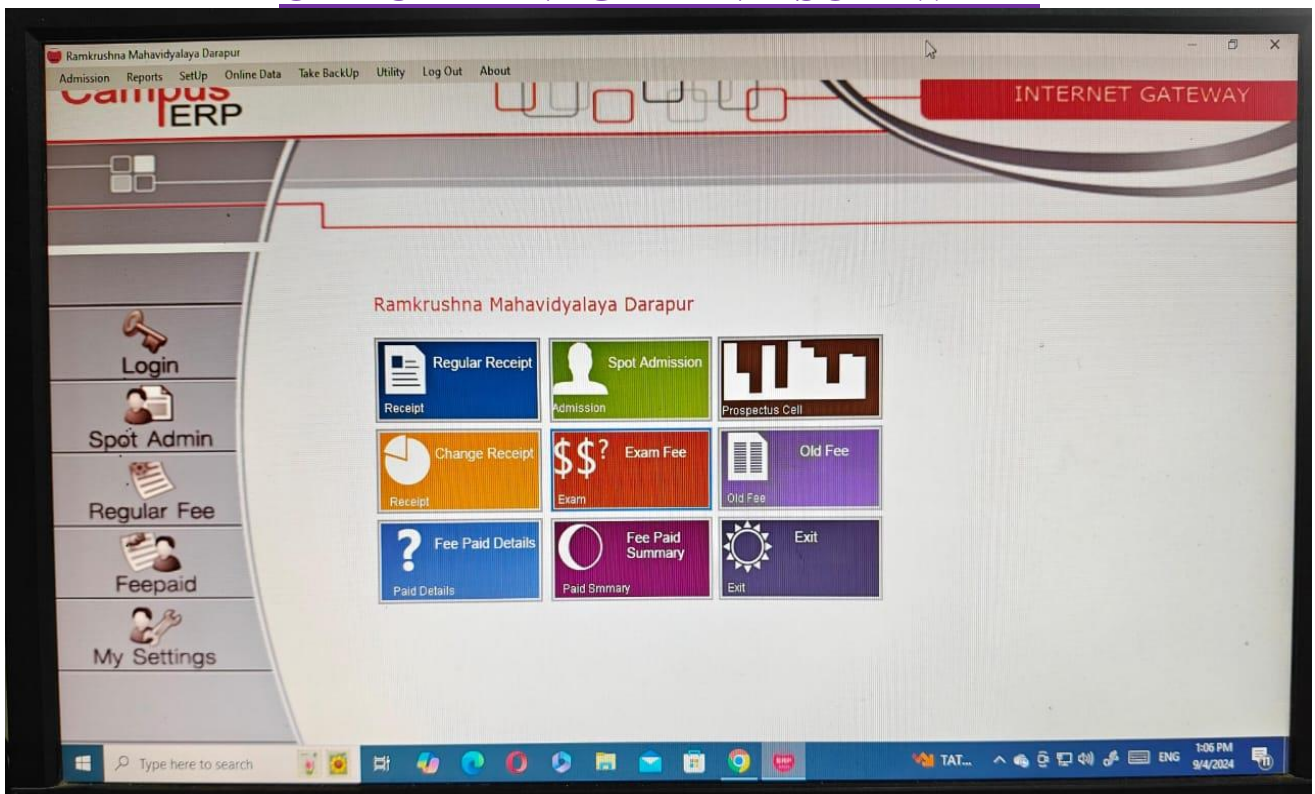 Ramkrushna Mahavidyalaya Darapur
Admission Reports SetUp Online Data Take BackUp Utility Log Out About
Campus
ERP
INTERNET GATEWAY
Ramkrushna Mahavidyalaya Darapur
Login
Spot Admin
Regular Fee
Feepaid
My Settings
Regular Receipt
Receipt
Spot Admission
Admission
Prospectus Cell
Change Receipt
Receipt
$$? Exam Fee
Exam
Old Fee
Old Fee
? Fee Paid Details
Paid Details
Fee Paid
Summary
Paid Smmary
Exit
Exit
Type here to search
ERP
TAT...
ENG
1:06 PM
9/4/2024